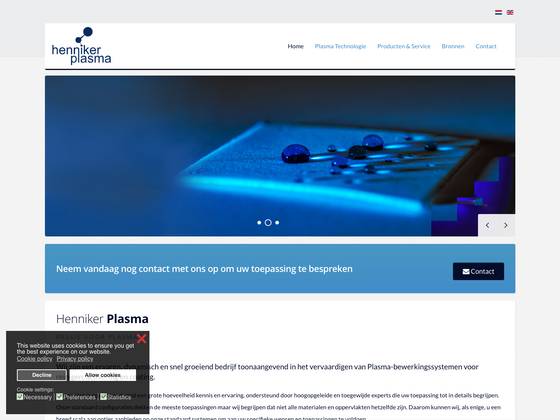 henniker
plasma
Home
Plasma Technologie
Producten & Service
Bronnen
Contact
Neem vandaag nog contact met ons op om uw toepassing te bespreken
Contact
Henniker Plasma
en snel groeiend bedrijf toonaangevend in het vervaardigen van Plasma-bewerkingssystemen voor
grote hoeveelheid kennis en ervaring, ondersteund door hoogopgeleide en toegewijde experts die uw toepassing tot in details begrijpen.
de meeste toepassingen maar wij begrijpen dat niet alle materialen en oppervlakten hetzelfde zijn. Daarom kunnen wij, als enige, u een
This website uses cookies to ensure you get
the best experience on our website.
Cookie policy Privacy policy
Decline
Allow cookies
Cookie settings:
Necessary Preferences Statistics